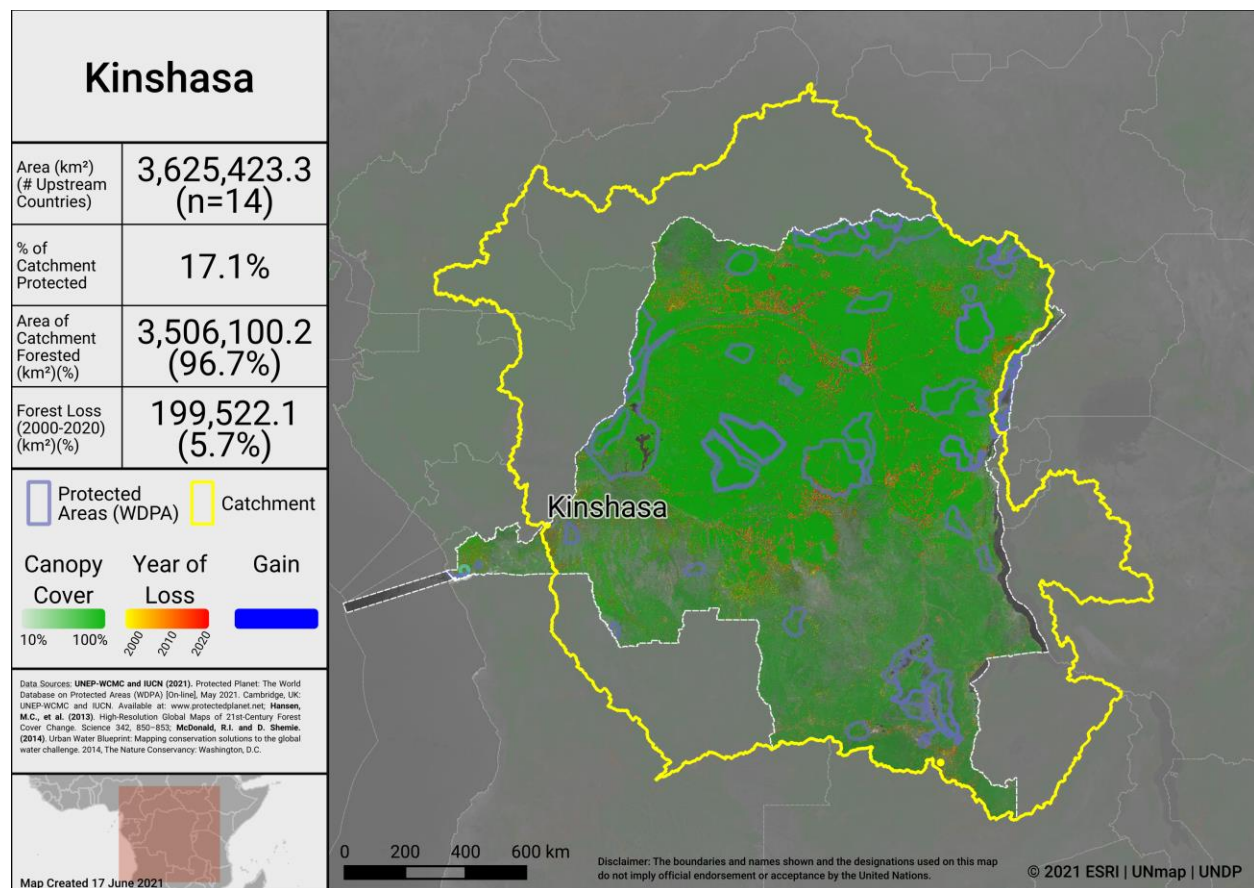 Kinshasa
Area (km²)
(# Upstream
Countries)
3,625,423.3
(n=14)
% of
Catchment
Protected
17.1%
Area of
Catchment
Forested
(km²)(%)
3,506,100.2
(96.7%)
Forest Loss
(2000-2020)
(km²)(%)
199,522.1
(5.7%)
Protected
Areas (WDPA)
Catchment
Canopy
Cover
Year of
Loss
Gain
10%
100%
2000
2010
2020
Data Sources: UNEP-WCMC and IUCN (2021). Protected Planet: The World
Database on Protected Areas (WDPA) [On-line], May 2021. Cambridge, UK:
UNEP-WCMC and IUCN. Available at: www.protectedplanet.net; Hansen,
M.C., et al. (2013). High-Resolution Global Maps of 21st-Century Forest
Cover Change. Science 342, 850–853; McDonald, R.I. and D. Shemie.
(2014). Urban Water Blueprint: Mapping conservation solutions to the global
water challenge. 2014, The Nature Conservancy: Washington, D.C.
Map Created 17 June 2021
Kinshasa
0
200
400
600 km
Disclaimer: The boundaries and names shown and the designations used on this map
do not imply official endorsement or acceptance by the United Nations.
© 2021 ESRI | UNmap | UNDP